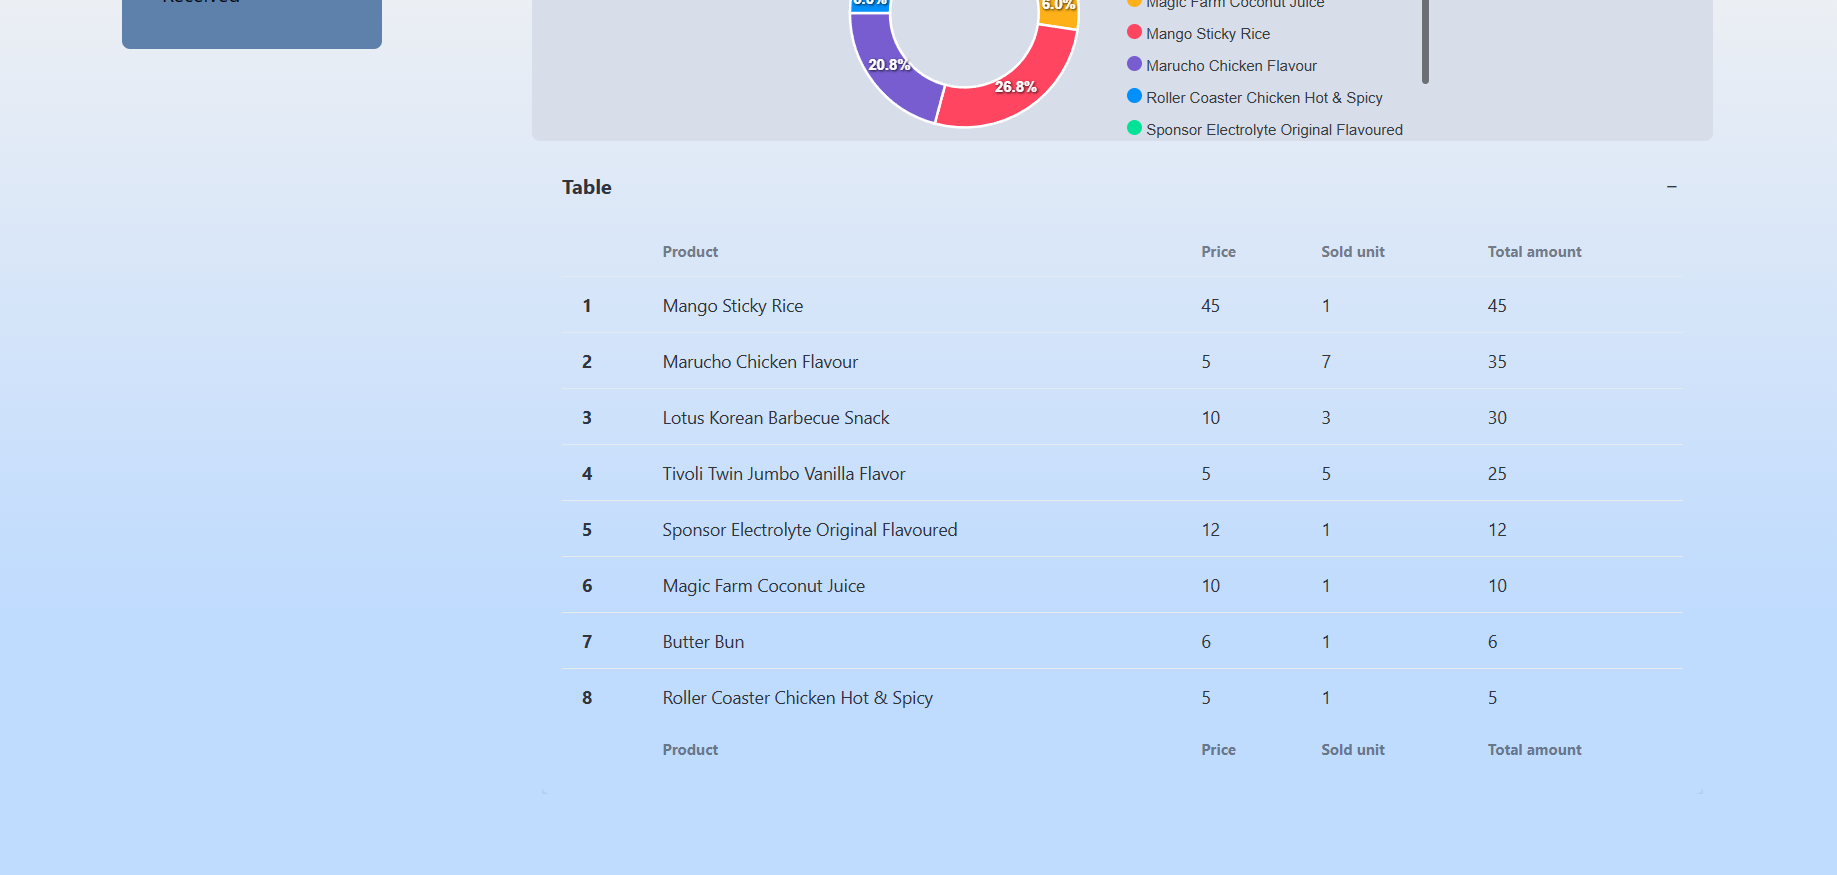 Received
6.0%
20.8%
26.8%
Magic Farm Coconut Juice
Mango Sticky Rice
Marucho Chicken Flavour
Roller Coaster Chicken Hot & Spicy
Sponsor Electrolyte Original Flavoured
Table
Product Price Sold unit Total amount
1 Mango Sticky Rice 45 1 45
2 Marucho Chicken Flavour 5 7 35
3 Lotus Korean Barbecue Snack 10 3 30
4 Tivoli Twin Jumbo Vanilla Flavor 5 5 25
5 Sponsor Electrolyte Original Flavoured 12 1 12
6 Magic Farm Coconut Juice 10 1 10
7 Butter Bun 6 1 6
8 Roller Coaster Chicken Hot & Spicy 5 1 5
Product Price Sold unit Total amount